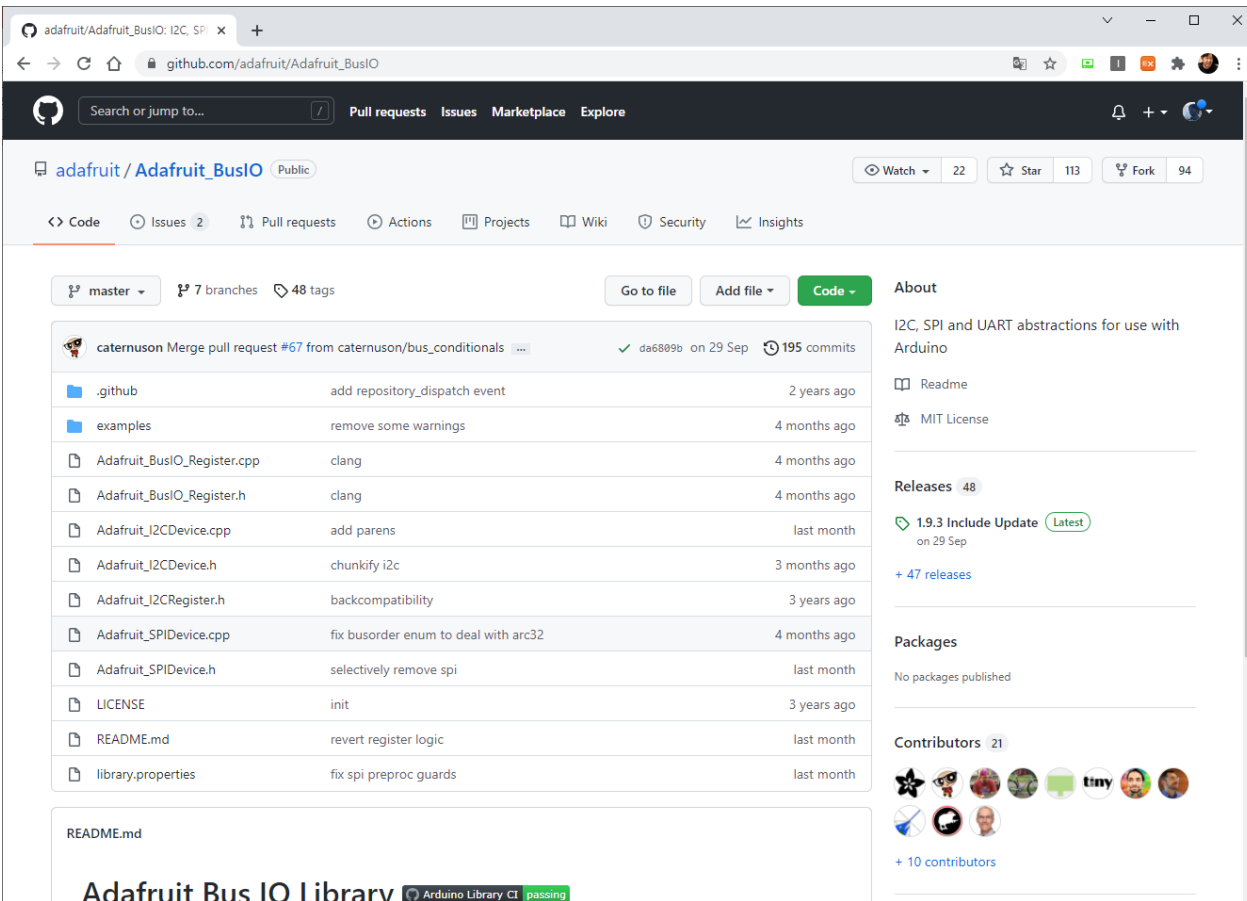 adafruit/Adafruit_BusIO: I2C, SP
github.com/adafruit/Adafruit_BusIO
Search or jump to... / Pull requests Issues Marketplace Explore
adafruit / Adafruit_BusIO Public Watch 22 Star 113 Fork 94
Code Issues 2 Pull requests Actions Projects Wiki Security Insights
master 7 branches 48 tags Go to file Add file Code
caternuson Merge pull request #67 from caternuson/bus_conditionals ... da6809b on 29 Sep 195 commits
.github add repository_dispatch event 2 years ago
examples remove some warnings 4 months ago
Adafruit_BusIO_Register.cpp clang 4 months ago
Adafruit_BusIO_Register.h clang 4 months ago
Adafruit_I2CDevice.cpp add parens last month
Adafruit_I2CDevice.h chunkify i2c 3 months ago
Adafruit_I2CRegister.h backcompatibility 3 years ago
Adafruit_SPIDevice.cpp fix busorder enum to deal with arc32 4 months ago
Adafruit_SPIDevice.h selectively remove spi last month
LICENSE init 3 years ago
README.md revert register logic last month
library.properties fix spi preproc guards last month
README.md
Adafruit Bus IO Library Arduino Library CI passing
About
I2C, SPI and UART abstractions for use with
Arduino
Readme
MIT License
Releases 48
1.9.3 Include Update Latest
on 29 Sep
+ 47 releases
Packages
No packages published
Contributors 21
tiny
+ 10 contributors